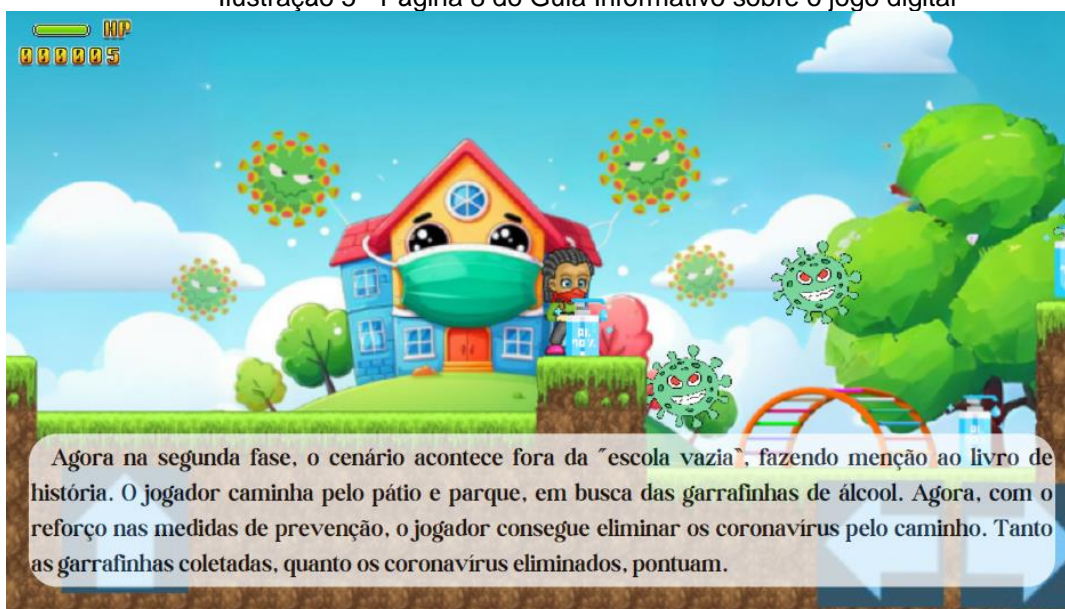 Ilustração 5 - Página 8 do Guia Informativo sobre o jogo digital
HP
000005
AL
70%
AL
Agora na segunda fase, o cenário acontece fora da "escola vazia", fazendo menção ao livro de
história. O jogador caminha pelo pátio e parque, em busca das garrafinhas de álcool. Agora, com o
reforço nas medidas de prevenção, o jogador consegue eliminar os coronavírus pelo caminho. Tanto
as garrafinhas coletadas, quanto os coronavírus eliminados, pontuam.